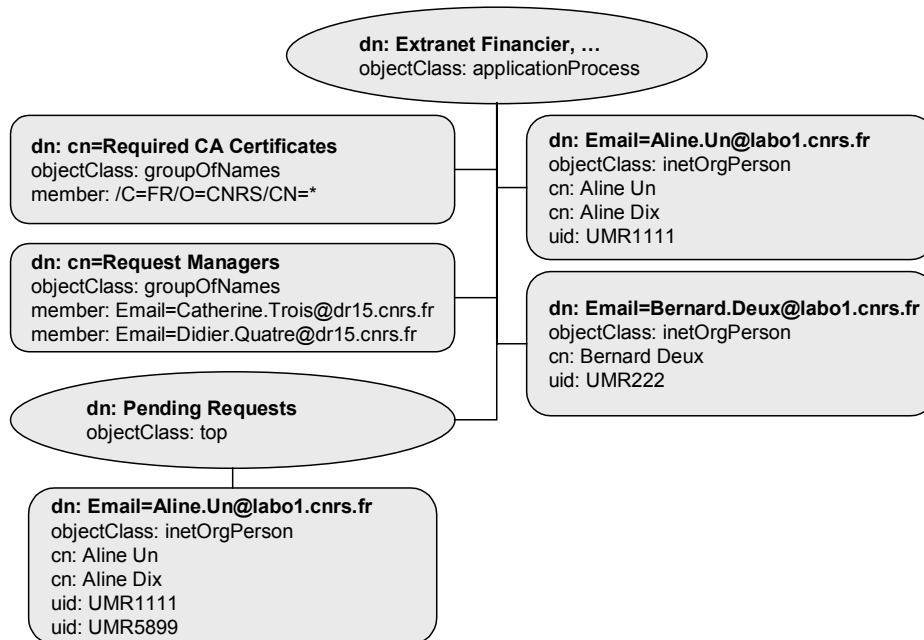 dn: Extranet Financier, …
objectClass: applicationProcess
dn: cn=Required CA Certificates
objectClass: groupOfNames
member: /C=FR/O=CNRS/CN=*
dn: Email=Aline.Un@labo1.cnrs.fr
objectClass: inetOrgPerson
cn: Aline Un
cn: Aline Dix
uid: UMR1111
dn: cn=Request Managers
objectClass: groupOfNames
member: Email=Catherine.Trois@dr15.cnrs.fr
member: Email=Didier.Quatre@dr15.cnrs.fr
dn: Email=Bernard.Deux@labo1.cnrs.fr
objectClass: inetOrgPerson
cn: Bernard Deux
uid: UMR222
dn: Pending Requests
objectClass: top
dn: Email=Aline.Un@labo1.cnrs.fr
objectClass: inetOrgPerson
cn: Aline Un
cn: Aline Dix
uid: UMR1111
uid: UMR5899